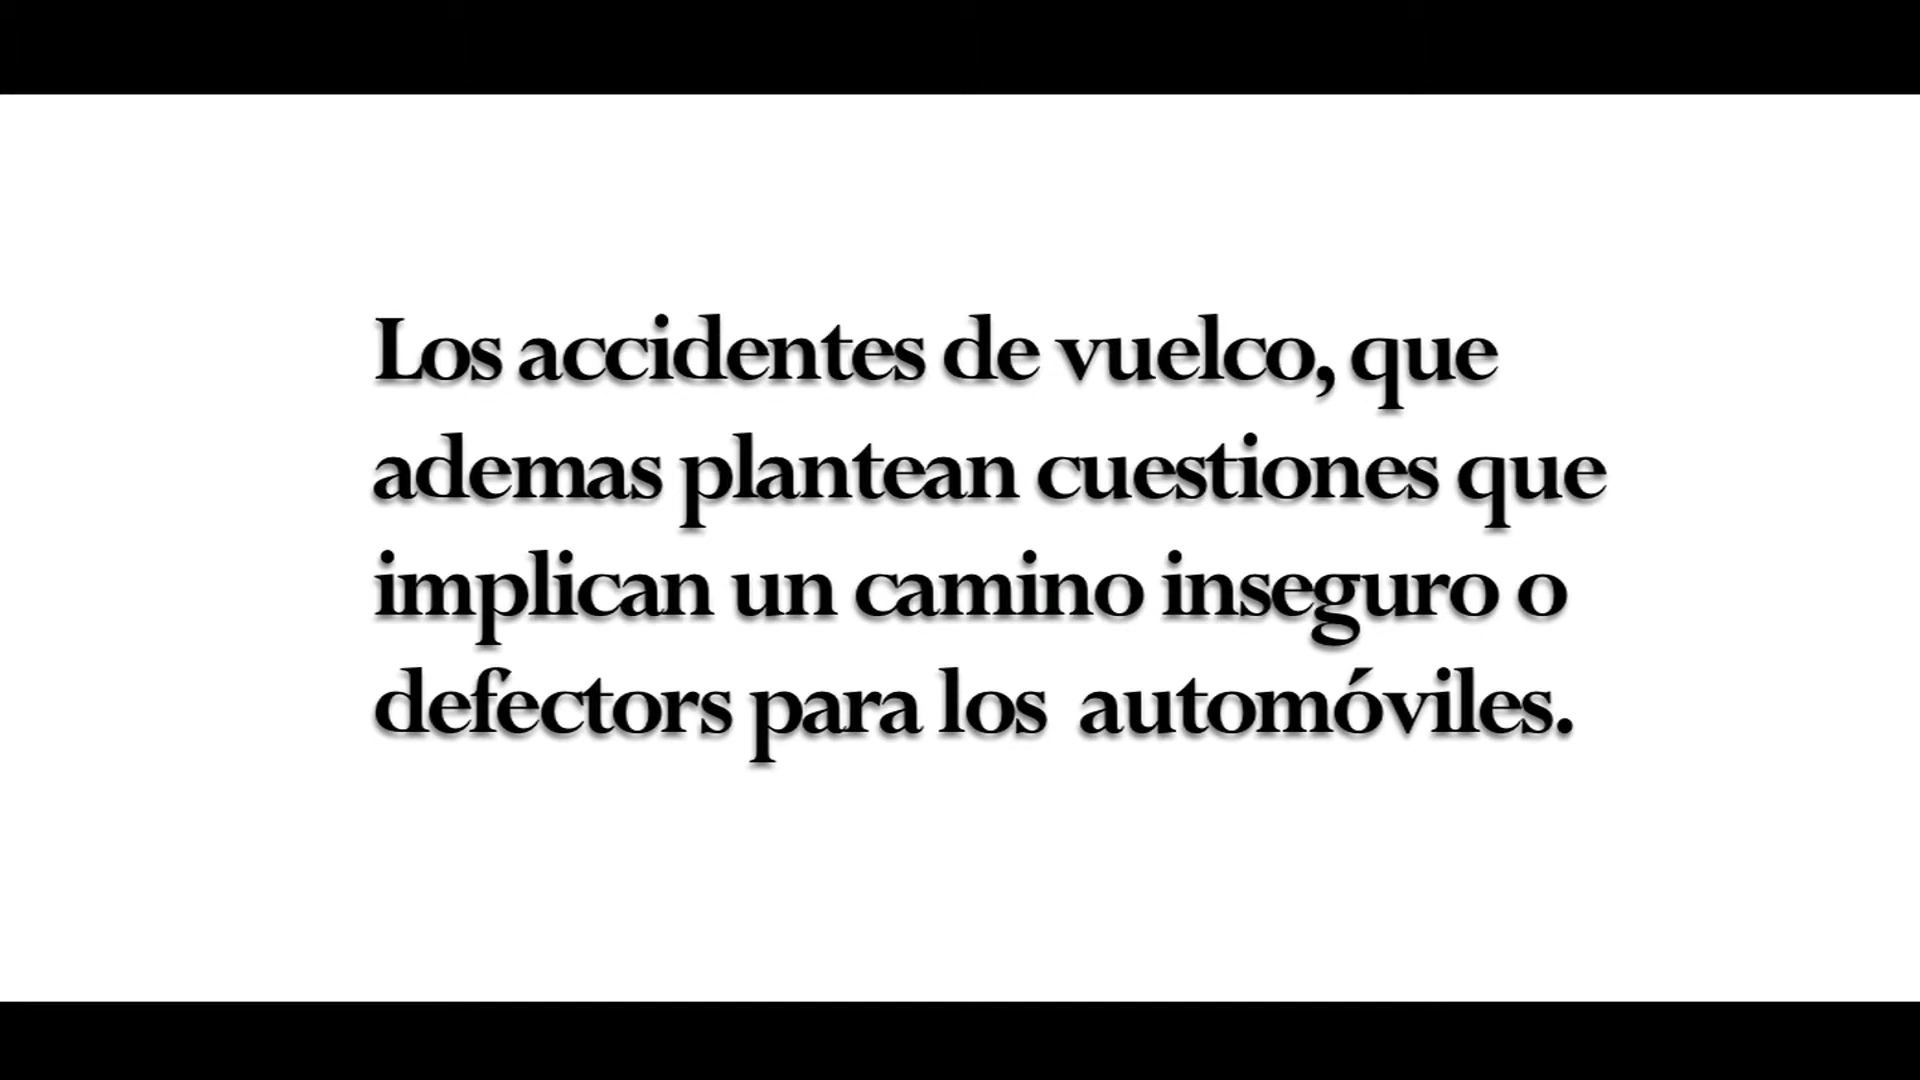 Los accidentes de vuelco, que
ademas plantean cuestiones que
implican un camino inseguro o
defectors para los automóviles.